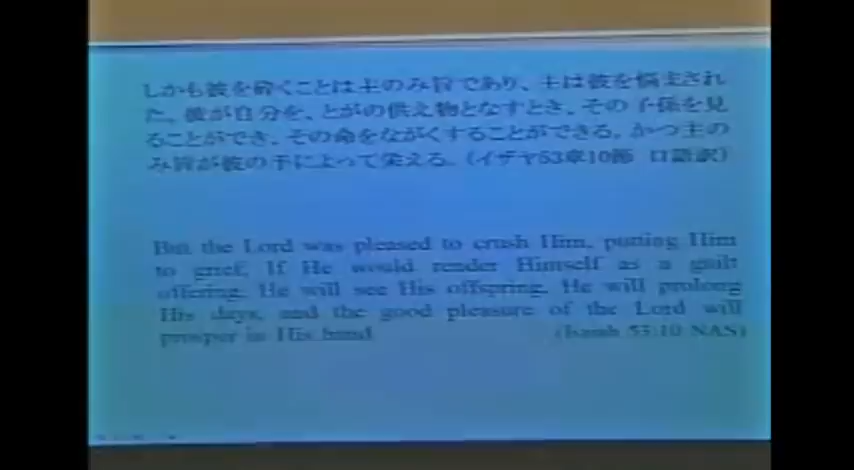 しかも彼を砕くことは主のみ旨であり、主は彼を悩まされ
た。彼が自分を、とがの供え物となすとき、その子孫を見
ることができ、その命をながくすることができる。かつ主の
み旨が彼の手によって栄える。（イザヤ53章10節　口語訳）
But the Lord was pleased to crush Him, putting Him
to grief; If He would render Himself as a guilt
offering, He will see His offspring, He will prolong
His days, and the good pleasure of the Lord will
prosper in His hand. (Isaiah 53:10 NAS)